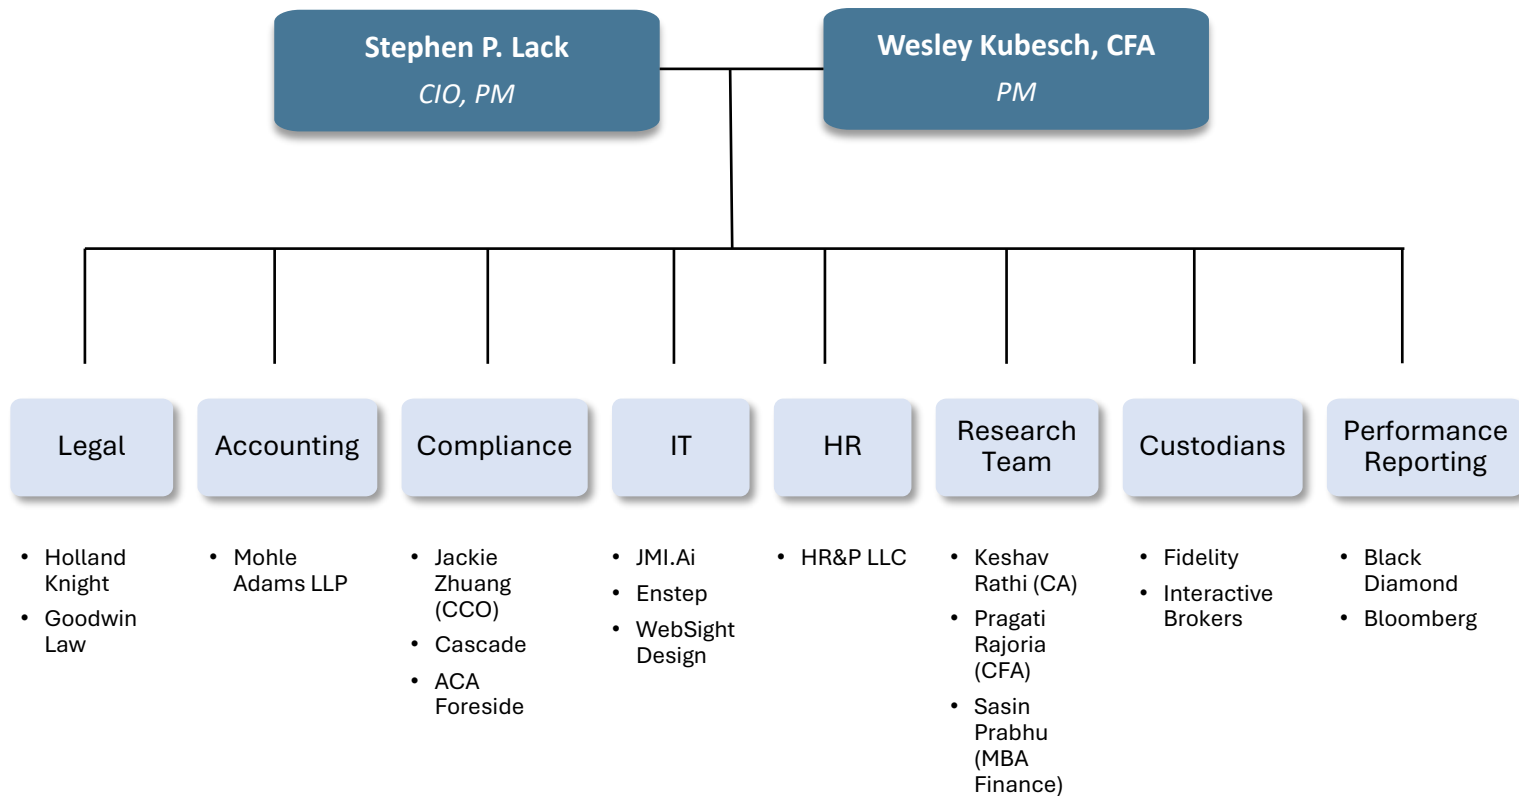 Stephen P. Lack
CIO, PM
Wesley Kubesch, CFA
PM
Legal
Accounting
Compliance
IT
HR
Research
Team
Custodians
Performance
Reporting
• Holland
Knight
• Goodwin
Law
• Mohle
Adams LLP
• Jackie
Zhuang
(CCO)
• Cascade
• ACA
Foreside
• JMI.Ai
• Enstep
• WebSight
Design
• HR&P LLC
• Keshav
Rathi (CA)
• Pragati
Rajoria
(CFA)
• Sasin
Prabhu
(MBA
Finance)
• Fidelity
• Interactive
Brokers
• Black
Diamond
• Bloomberg